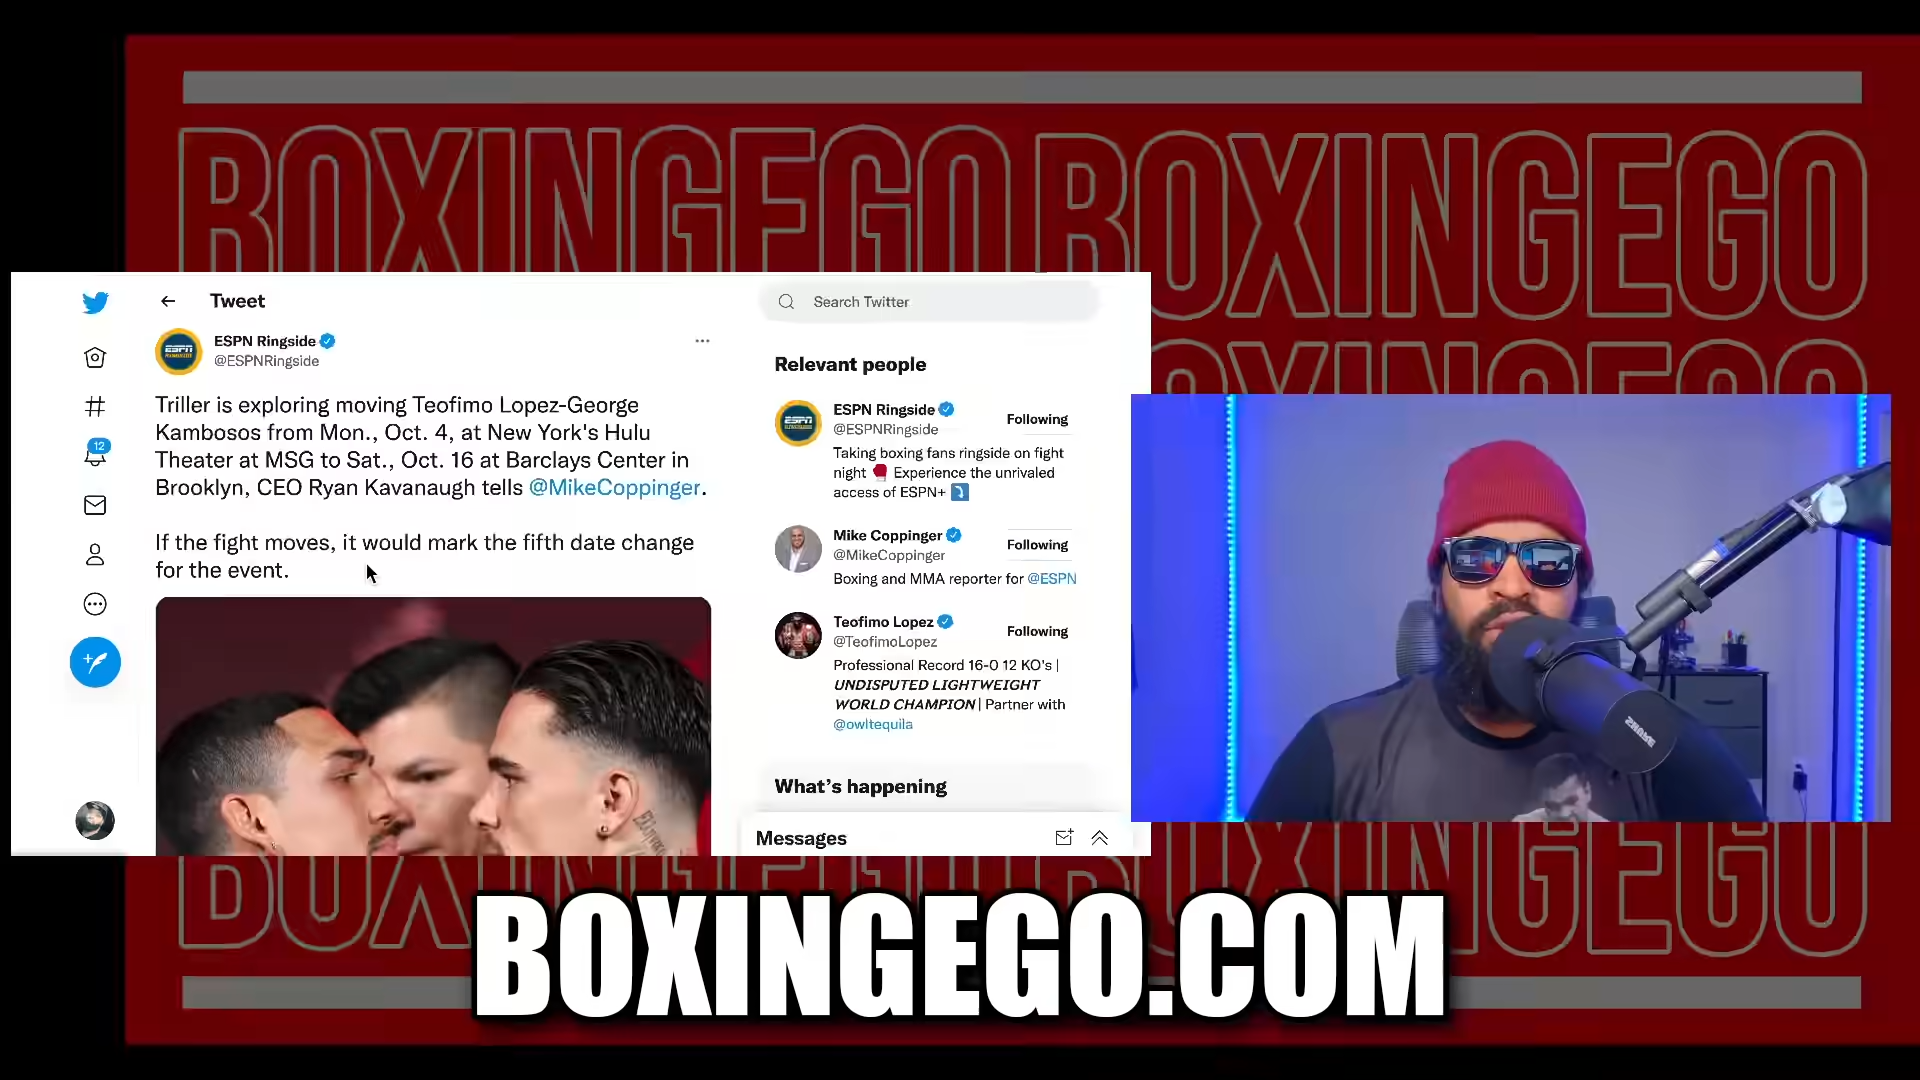 BOXINGEGO BOXINGEGO
BOXINGEGO
Tweet
ESPN Ringside
@ESPNRingside
Triller is exploring moving Teofimo Lopez-George
Kambosos from Mon., Oct. 4, at New York's Hulu
Theater at MSG to Sat., Oct. 16 at Barclays Center in
Brooklyn, CEO Ryan Kavanaugh tells @MikeCoppinger.
If the fight moves, it would mark the fifth date change
for the event.
12
Search Twitter
Relevant people
ESPN Ringside
@ESPNRingside
Following
Taking boxing fans ringside on fight
night 🥊 Experience the unrivaled
access of ESPN+ ⤵️
Mike Coppinger
@MikeCoppinger
Following
Boxing and MMA reporter for @ESPN
Teofimo Lopez
@TeofimoLopez
Following
Professional Record 16-0 12 KO's |
UNDISPUTED LIGHTWEIGHT
WORLD CHAMPION | Partner with
@owltequila
What's happening
Messages
BOXINGEGO BOXINGEGO
BOXINGEGO.COM